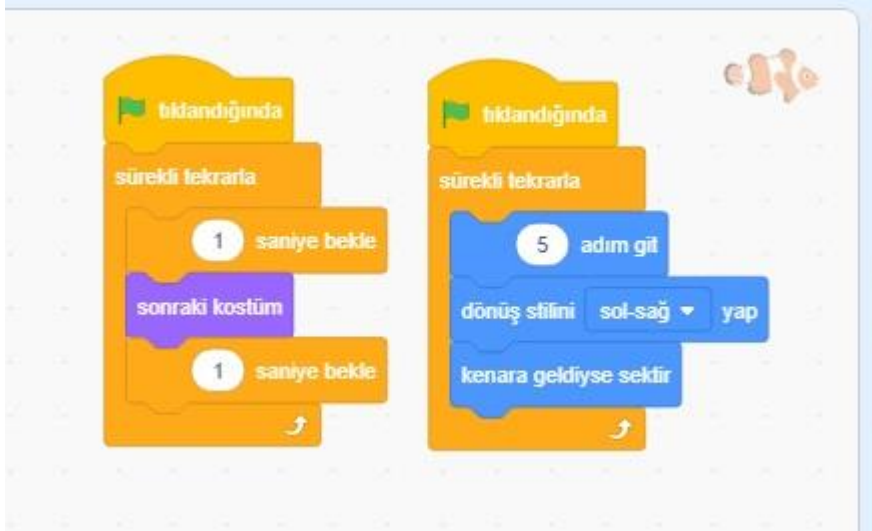 tıklandığında
sürekli tekrarla
1 saniye bekle
sonraki kostüm
1 saniye bekle
tıklandığında
sürekli tekrarla
5 adım git
dönüş stilini sol-sağ yap
kenara geldiyse sektir